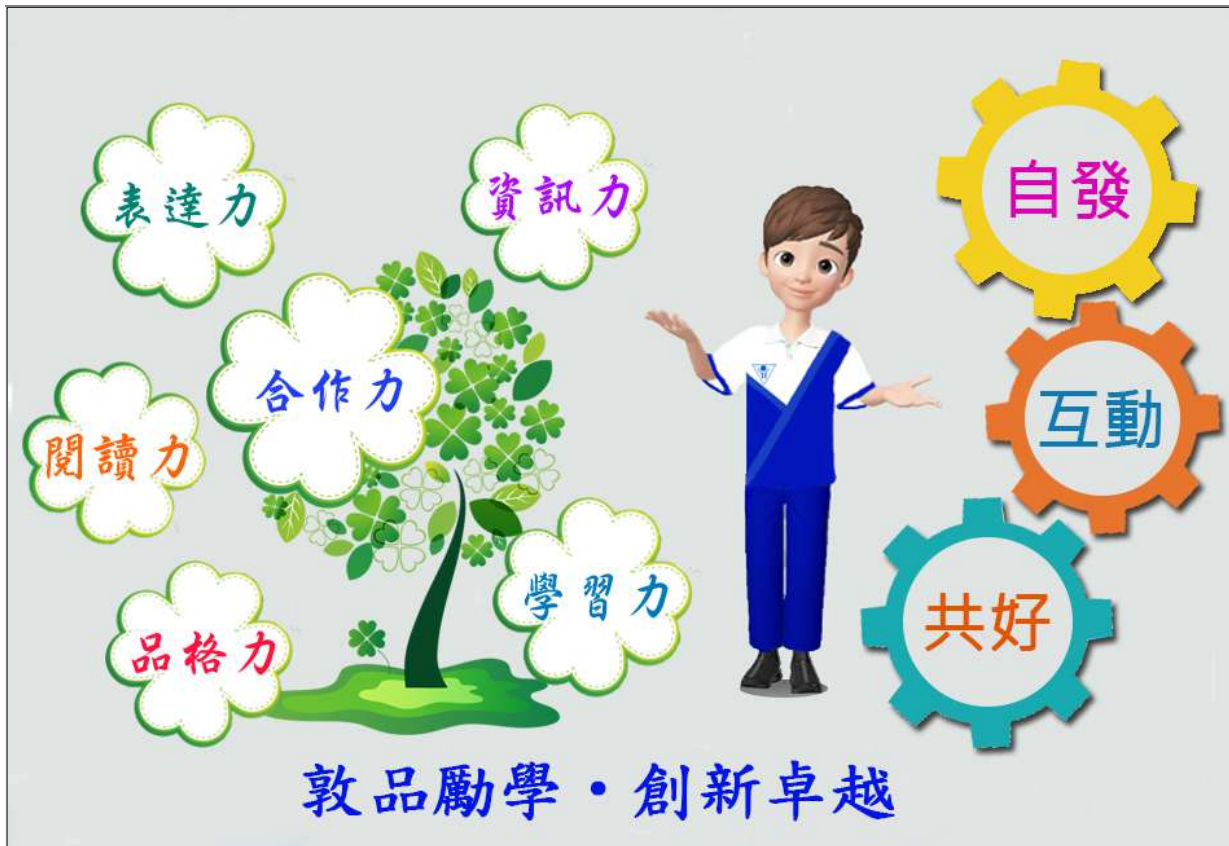 表達力
資訊力
合作力
閱讀力
學習力
品格力
自發
互動
共好
敦品勵學·創新卓越